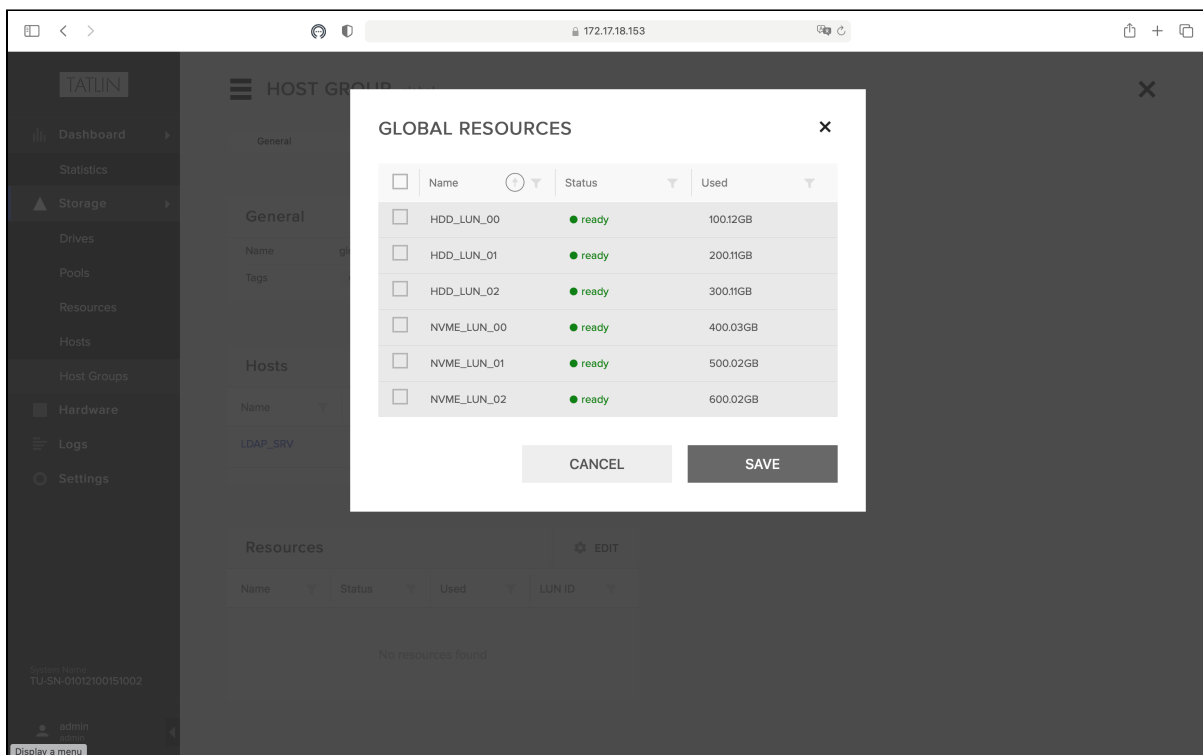 172.17.18.153
TATLIN
HOST GROUP
Dashboard
Statistics
Storage
Drives
Pools
Resources
Hosts
Host Groups
Hardware
Logs
Settings
System Name
TU-SN-01012100151002
admin
admin
Display a menu
General
General
Name
Tags
Hosts
Name
LDAP_SRV
GLOBAL RESOURCES
Name Status Used
HDD_LUN_00 ready 100.12GB
HDD_LUN_01 ready 200.11GB
HDD_LUN_02 ready 300.11GB
NVME_LUN_00 ready 400.03GB
NVME_LUN_01 ready 500.02GB
NVME_LUN_02 ready 600.02GB
CANCEL SAVE
Resources EDIT
Name Status Used LUN ID
No resources found